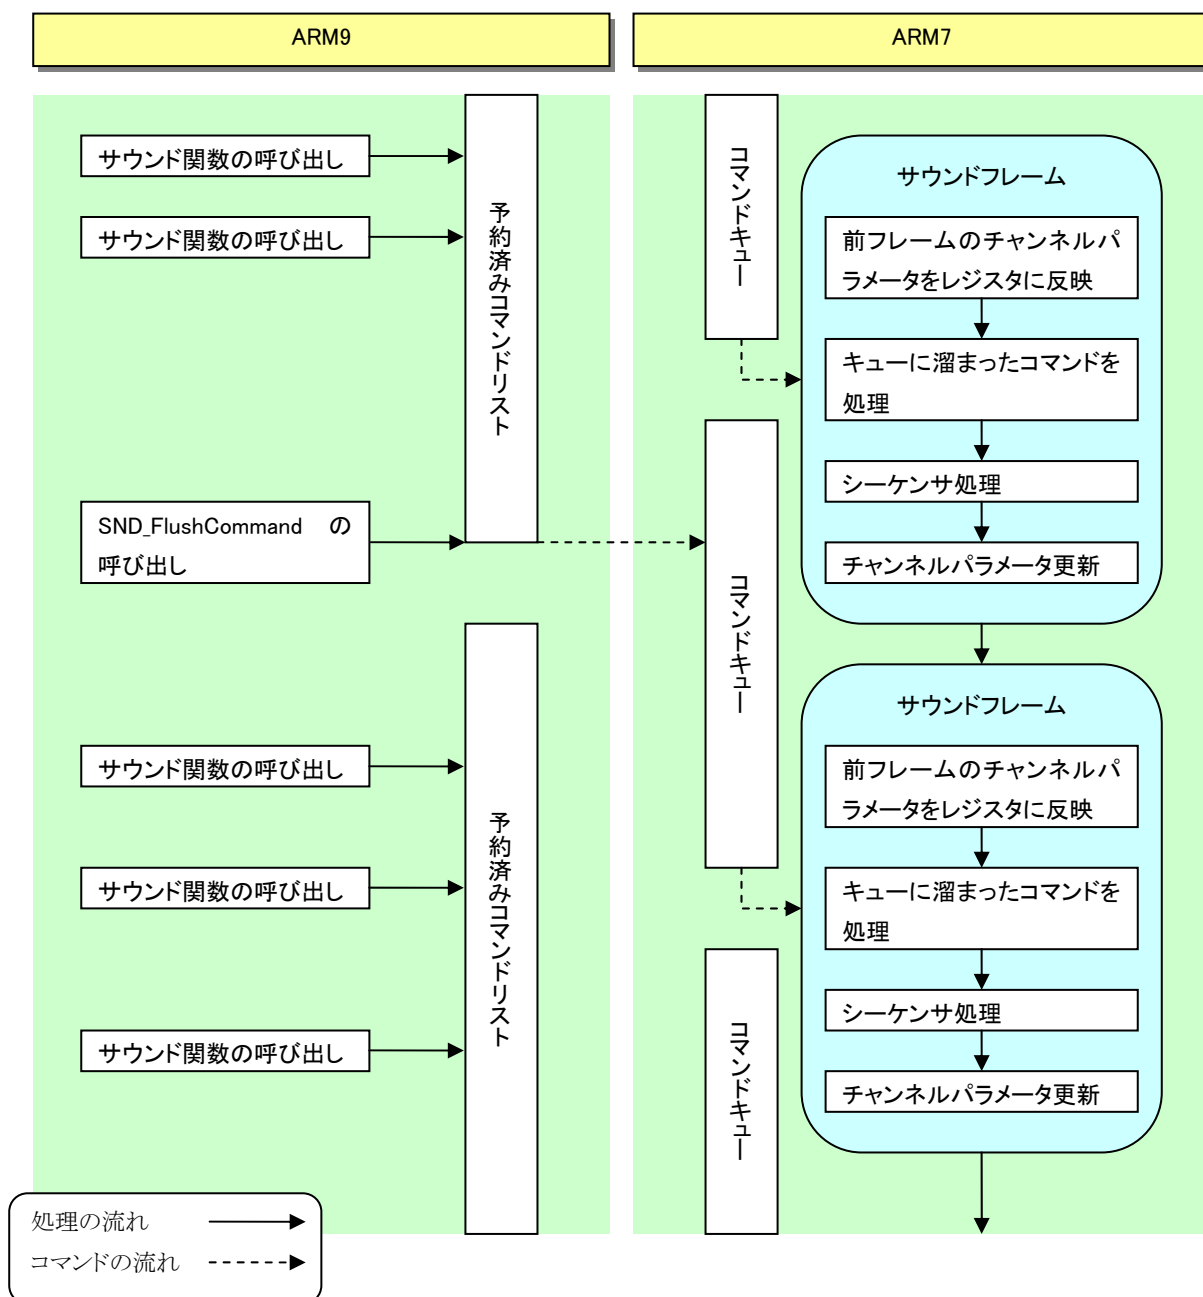 ARM9
ARM7
サウンド関数の呼び出し
サウンド関数の呼び出し
予約済みコマンドリスト
SND_FlushCommand の
呼び出し
サウンド関数の呼び出し
サウンド関数の呼び出し
サウンド関数の呼び出し
予約済みコマンドリスト
コマンドキュー
コマンドキュー
コマンドキュー
サウンドフレーム
前フレームのチャンネルパ
ラメータをレジスタに反映
キューに溜まったコマンドを
処理
シーケンサ処理
チャンネルパラメータ更新
サウンドフレーム
前フレームのチャンネルパ
ラメータをレジスタに反映
キューに溜まったコマンドを
処理
シーケンサ処理
チャンネルパラメータ更新
処理の流れ
コマンドの流れ